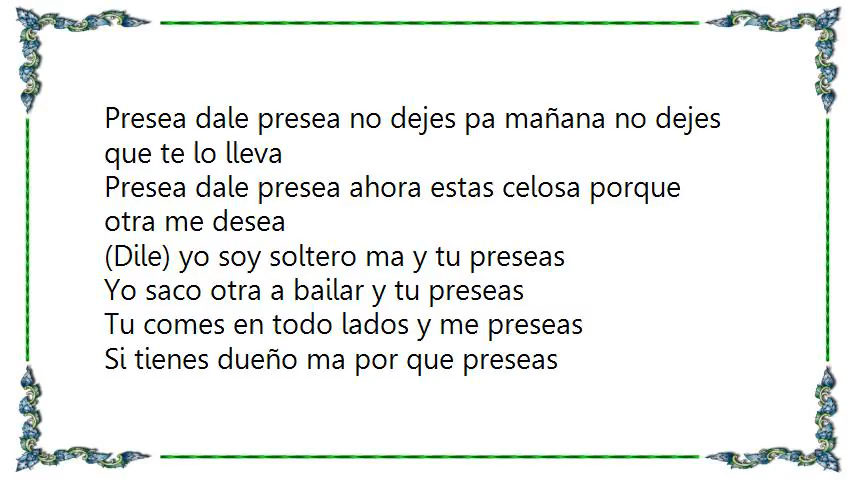 Presea dale presea no dejes pa mañana no dejes
que te lo lleva
Presea dale presea ahora estas celosa porque
otra me desea
(Dile) yo soy soltero ma y tu preseas
Yo saco otra a bailar y tu preseas
Tu comes en todo lados y me preseas
Si tienes dueño ma por que preseas